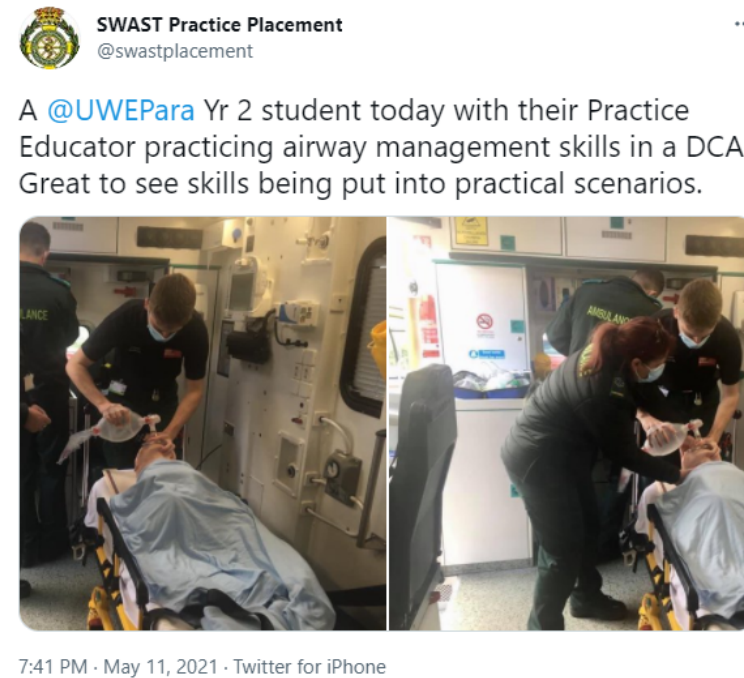 SWAST Practice Placement
@swastplacement
A @UWEPara Yr 2 student today with their Practice
Educator practicing airway management skills in a DCA
Great to see skills being put into practical scenarios.
LANCE
AMBULANC
7:41 PM · May 11, 2021 · Twitter for iPhone